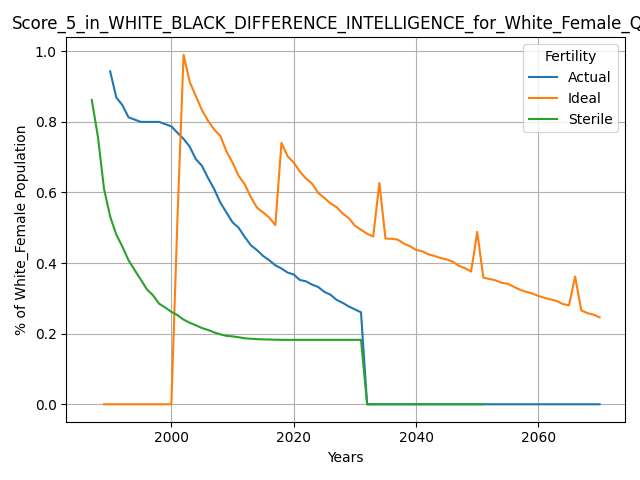 Score_5_in_WHITE_BLACK_DIFFERENCE_INTELLIGENCE_for_White_Female_Q
Fertility
Actual
Ideal
Sterile
% of White_Female Population
1.0
0.8
0.6
0.4
0.2
0.0
2000 2020 2040 2060
Years